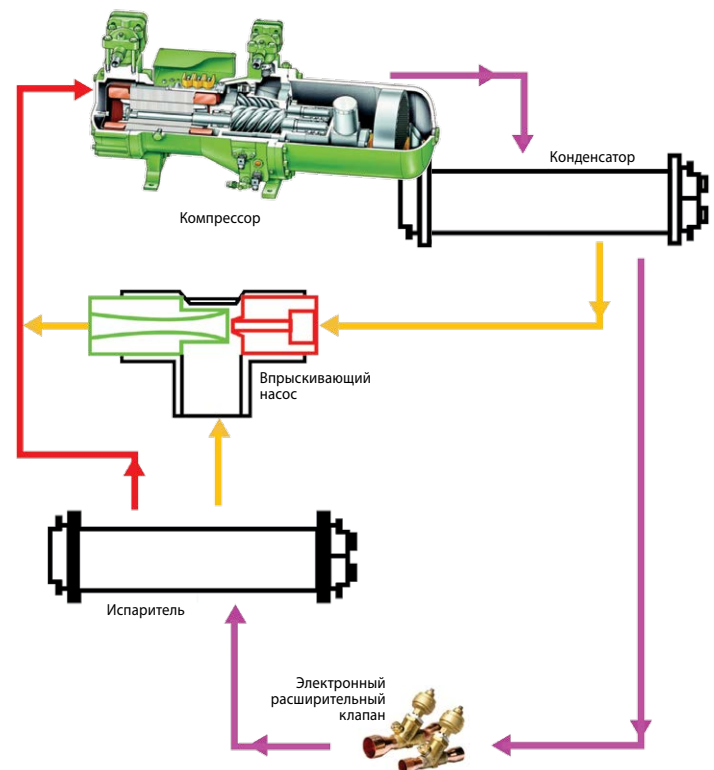 Конденсатор
Компрессор
Впрыскивающий
насос
Испаритель
Электронный
расширительный
клапан